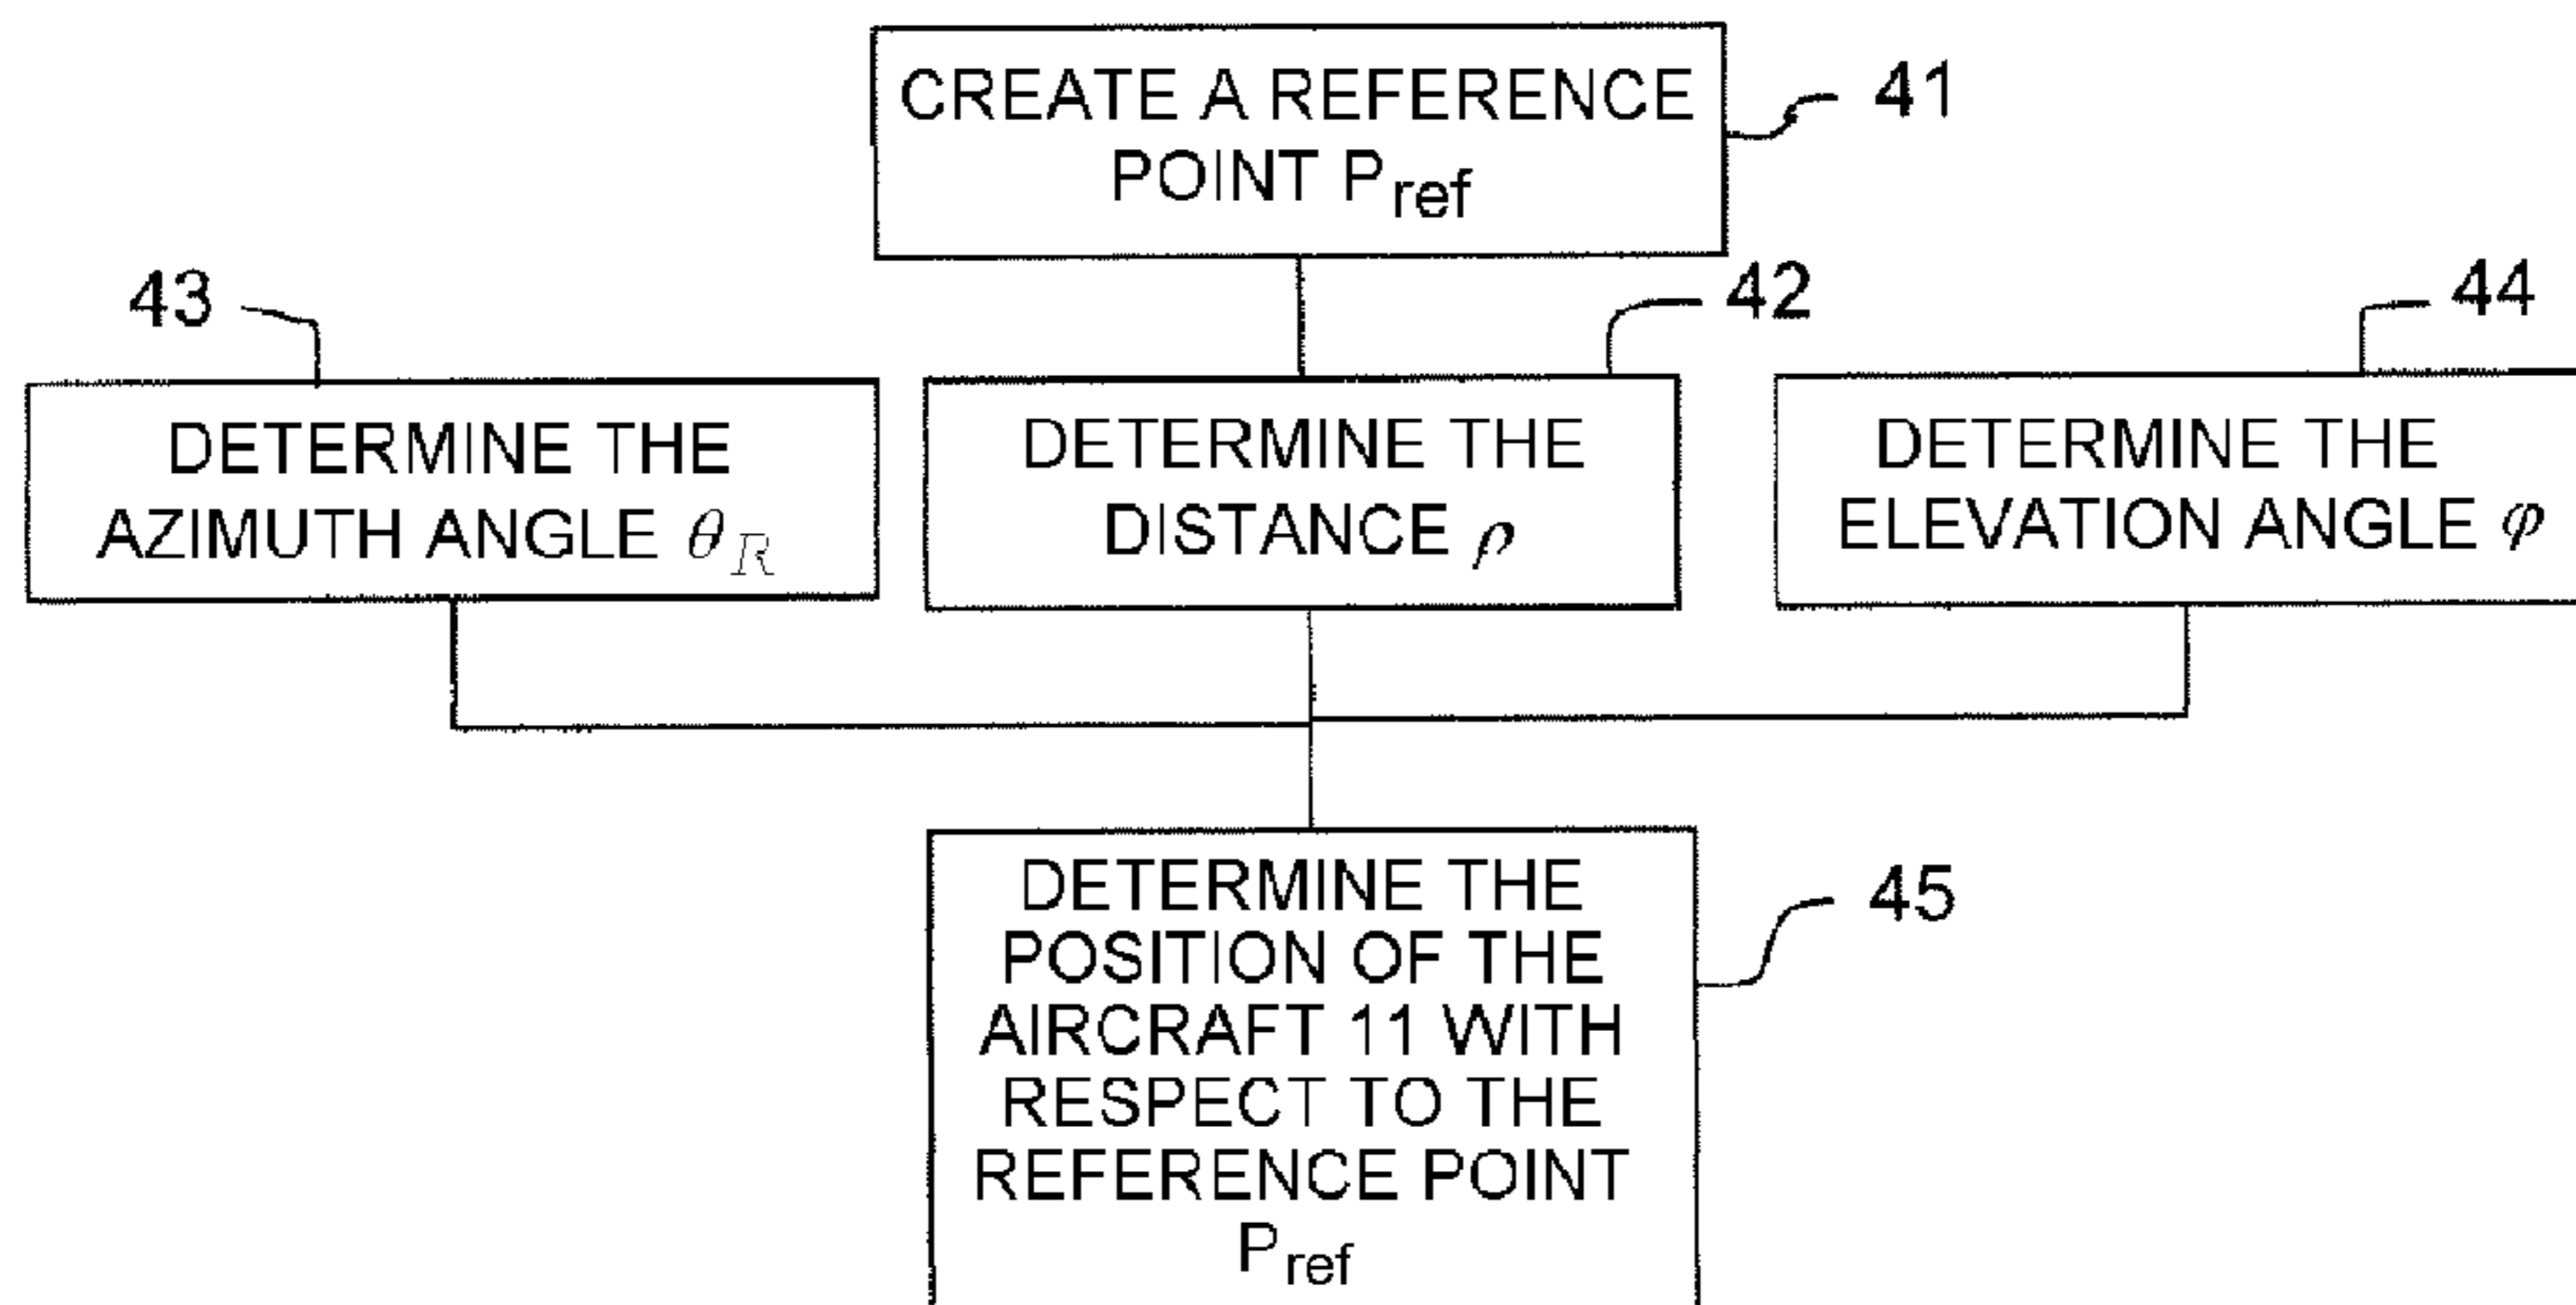 CREATE A REFERENCE
POINT Pref
41
43
42
44
DETERMINE THE
AZIMUTH ANGLE θR
DETERMINE THE
DISTANCE ρ
DETERMINE THE
ELEVATION ANGLE φ
DETERMINE THE
POSITION OF THE
AIRCRAFT 11 WITH
RESPECT TO THE
REFERENCE POINT
Pref
45